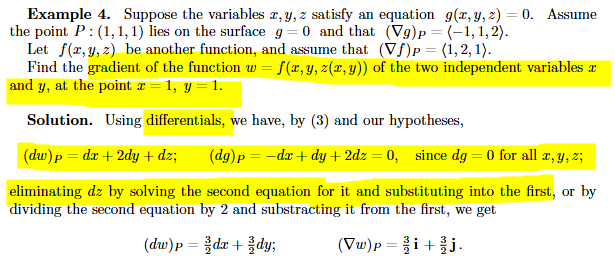 Example 4. Suppose the variables x, y, z satisfy an equation g(x, y, z) = 0. Assume
the point P : (1, 1, 1) lies on the surface g = 0 and that (∇g)P = ⟨−1, 1, 2⟩.
Let f(x, y, z) be another function, and assume that (∇f)P = ⟨1, 2, 1⟩.
Find the gradient of the function w = f(x, y, z(x, y)) of the two independent variables x
and y, at the point x = 1, y = 1.
Solution. Using differentials, we have, by (3) and our hypotheses,
(dw)P = dx + 2dy + dz; (dg)P = −dx + dy + 2dz = 0, since dg = 0 for all x, y, z;
eliminating dz by solving the second equation for it and substituting into the first, or by
dividing the second equation by 2 and substracting it from the first, we get
(dw)P = 3/2 dx + 3/2 dy; (∇w)P = 3/2 i + 3/2 j.